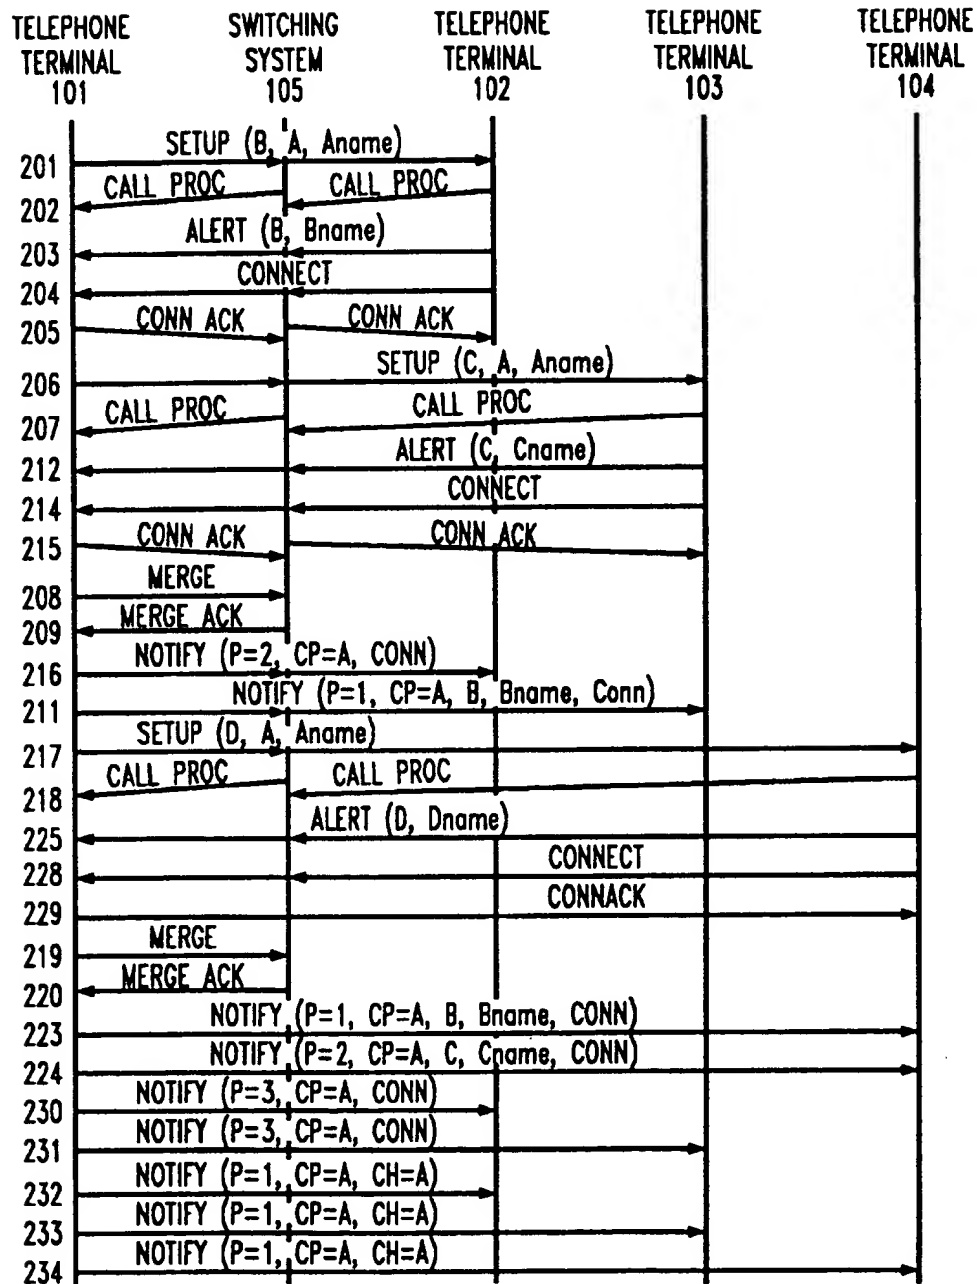 TELEPHONE TERMINAL 101
SWITCHING SYSTEM 105
TELEPHONE TERMINAL 102
TELEPHONE TERMINAL 103
TELEPHONE TERMINAL 104
201 SETUP (B, A, Aname)
202 CALL PROC CALL PROC
203 ALERT (B, Bname)
204 CONNECT
205 CONN ACK CONN ACK
206 SETUP (C, A, Aname)
207 CALL PROC CALL PROC
212 ALERT (C, Cname)
214 CONNECT
215 CONN ACK CONN ACK
208 MERGE
209 MERGE ACK
216 NOTIFY (P=2, CP=A, CONN)
211 NOTIFY (P=1, CP=A, B, Bname, Conn)
217 SETUP (D, A, Aname)
218 CALL PROC CALL PROC
225 ALERT (D, Dname)
228 CONNECT
229 CONNACK
219 MERGE
220 MERGE ACK
223 NOTIFY (P=1, CP=A, B, Bname, CONN)
224 NOTIFY (P=2, CP=A, C, Cname, CONN)
230 NOTIFY (P=3, CP=A, CONN)
231 NOTIFY (P=3, CP=A, CONN)
232 NOTIFY (P=1, CP=A, CH=A)
233 NOTIFY (P=1, CP=A, CH=A)
234 NOTIFY (P=1, CP=A, CH=A)